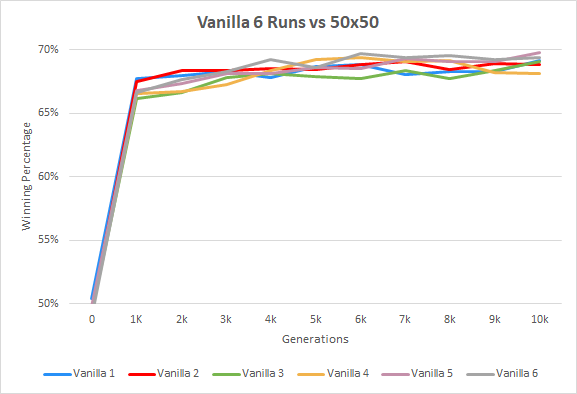 Vanilla 6 Runs vs 50x50
70%
65%
60%
55%
50%
Winning Percentage
0 1K 2k 3k 4k 5k 6k 7k 8k 9k 10k
Generations
Vanilla 1 Vanilla 2 Vanilla 3 Vanilla 4 Vanilla 5 Vanilla 6